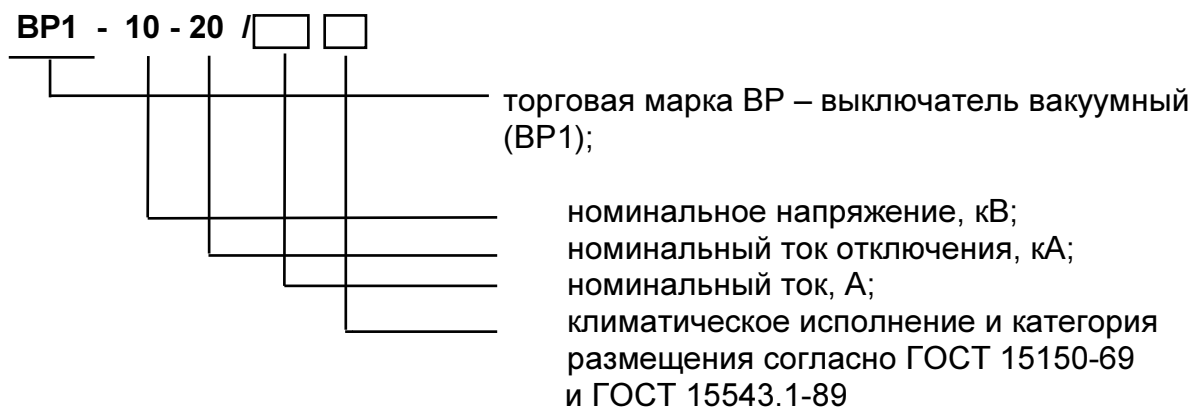 ВР1 - 10 - 20 /
торговая марка ВР – выключатель вакуумный
(ВР1);
номинальное напряжение, кВ;
номинальный ток отключения, кА;
номинальный ток, А;
климатическое исполнение и категория
размещения согласно ГОСТ 15150-69
и ГОСТ 15543.1-89